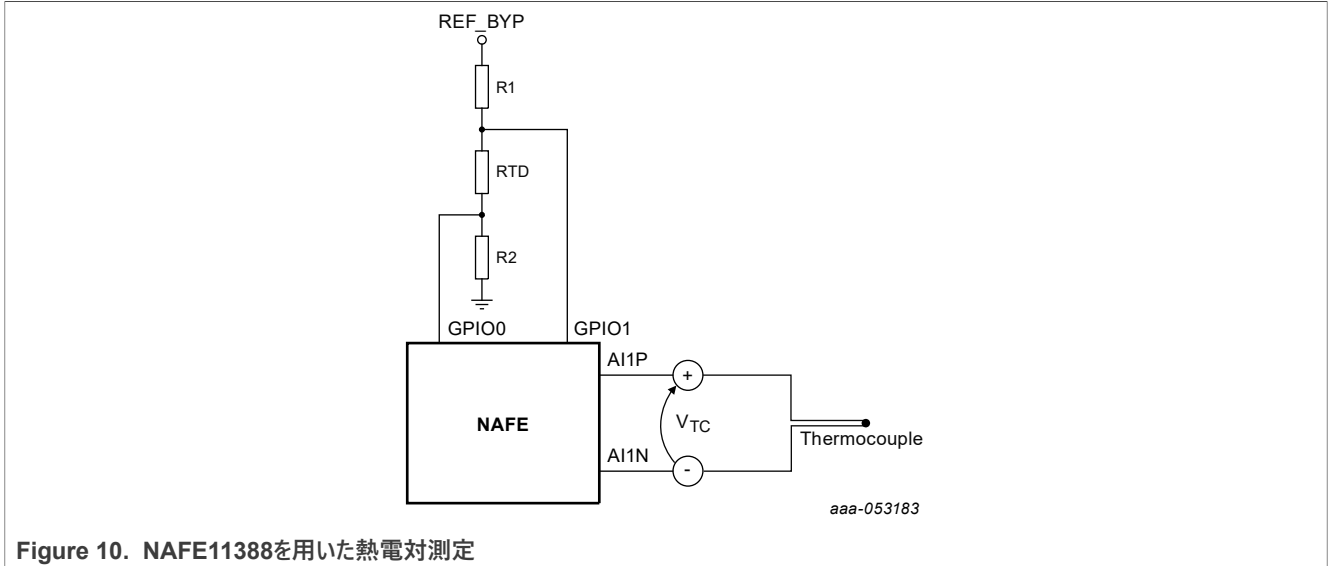 REF_BYP
R1
RTD
R2
GPIO0
GPIO1
AI1P
+
NAFE
VTC
Thermocouple
AI1N
-
aaa-053183
Figure 10. NAFE11388を用いた熱電対測定